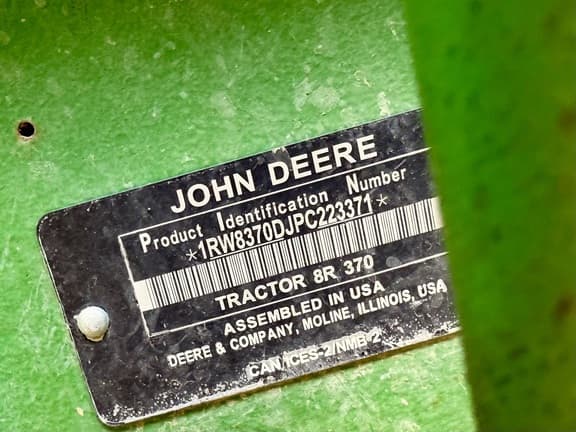 JOHN DEERE
Product Identification Number
*1RW8370DJPC223371*
TRACTOR 8R 370
ASSEMBLED IN USA
DEERE & COMPANY, MOLINE, ILLINOIS, USA
CAN ICES-2/NMB-2